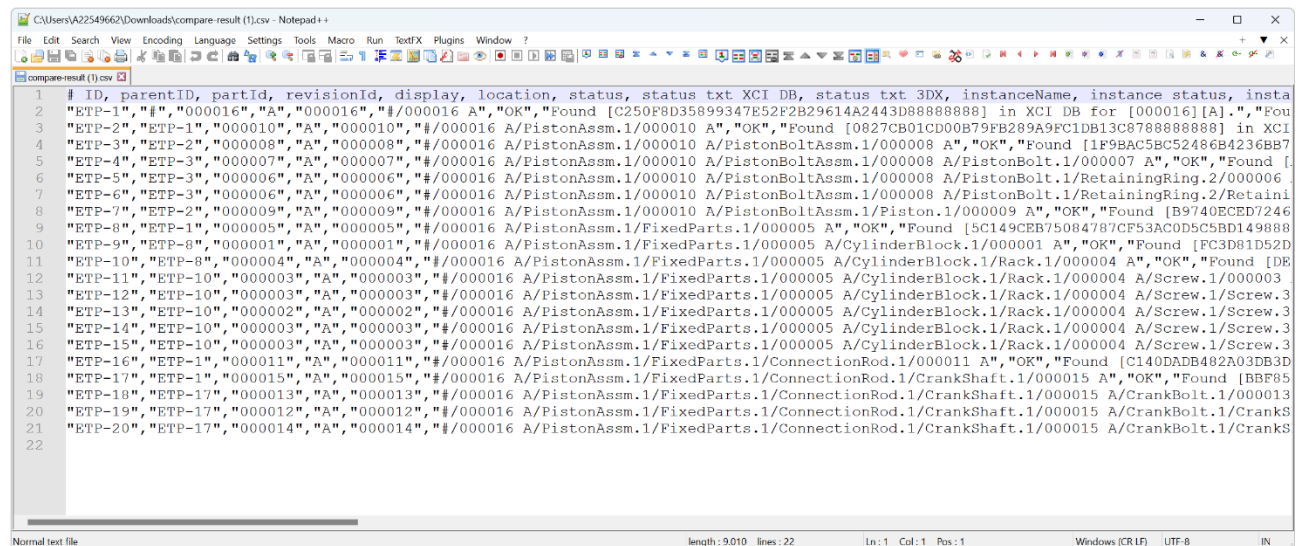 C:\Users\A22549662\Downloads\compare-result (1).csv - Notepad++
File Edit Search View Encoding Language Settings Tools Macro Run TextFX Plugins Window ?
compare-result (1).csv
1 # ID, parentID, partId, revisionId, display, location, status, status txt XCI DB, status txt 3DX, instanceName, instance status, insta
2 "ETP-1","#","000016","A","000016","#/000016 A","OK","Found [C250F8D35899347E52F2B29614A2443D88888888] in XCI DB for [000016][A].","Fou
3 "ETP-2","ETP-1","000010","A","000010","#/000016 A/PistonAssm.1/000010 A","OK","Found [0827CB01CD00B79FB289A9FC1DB13C8788888888] in XCI
4 "ETP-3","ETP-2","000008","A","000008","#/000016 A/PistonAssm.1/000010 A/PistonBoltAssm.1/000008 A","OK","Found [1F9BAC5BC52486B4236BB7
5 "ETP-4","ETP-3","000007","A","000007","#/000016 A/PistonAssm.1/000010 A/PistonBoltAssm.1/000008 A/PistonBolt.1/000007 A","OK","Found [
6 "ETP-5","ETP-3","000006","A","000006","#/000016 A/PistonAssm.1/000010 A/PistonBoltAssm.1/000008 A/PistonBolt.1/RetainingRing.2/000006
7 "ETP-6","ETP-3","000006","A","000006","#/000016 A/PistonAssm.1/000010 A/PistonBoltAssm.1/000008 A/PistonBolt.1/RetainingRing.2/Retaini
8 "ETP-7","ETP-2","000009","A","000009","#/000016 A/PistonAssm.1/000010 A/PistonBoltAssm.1/Piston.1/000009 A","OK","Found [B9740ECED7246
9 "ETP-8","ETP-1","000005","A","000005","#/000016 A/PistonAssm.1/FixedParts.1/000005 A","OK","Found [5C149CEB75084787CF53AC0D5C5BD149888
10 "ETP-9","ETP-8","000001","A","000001","#/000016 A/PistonAssm.1/FixedParts.1/000005 A/CylinderBlock.1/000001 A","OK","Found [FC3D81D52D
11 "ETP-10","ETP-8","000004","A","000004","#/000016 A/PistonAssm.1/FixedParts.1/000005 A/CylinderBlock.1/Rack.1/000004 A","OK","Found [DE
12 "ETP-11","ETP-10","000003","A","000003","#/000016 A/PistonAssm.1/FixedParts.1/000005 A/CylinderBlock.1/Rack.1/000004 A/Screw.1/000003
13 "ETP-12","ETP-10","000003","A","000003","#/000016 A/PistonAssm.1/FixedParts.1/000005 A/CylinderBlock.1/Rack.1/000004 A/Screw.1/Screw.3
14 "ETP-13","ETP-10","000002","A","000002","#/000016 A/PistonAssm.1/FixedParts.1/000005 A/CylinderBlock.1/Rack.1/000004 A/Screw.1/Screw.3
15 "ETP-14","ETP-10","000003","A","000003","#/000016 A/PistonAssm.1/FixedParts.1/000005 A/CylinderBlock.1/Rack.1/000004 A/Screw.1/Screw.3
16 "ETP-15","ETP-10","000003","A","000003","#/000016 A/PistonAssm.1/FixedParts.1/000005 A/CylinderBlock.1/Rack.1/000004 A/Screw.1/Screw.3
17 "ETP-16","ETP-1","000011","A","000011","#/000016 A/PistonAssm.1/FixedParts.1/ConnectionRod.1/000011 A","OK","Found [C140DADB482A03DB3D
18 "ETP-17","ETP-1","000015","A","000015","#/000016 A/PistonAssm.1/FixedParts.1/ConnectionRod.1/CrankShaft.1/000015 A","OK","Found [BBF85
19 "ETP-18","ETP-17","000013","A","000013","#/000016 A/PistonAssm.1/FixedParts.1/ConnectionRod.1/CrankShaft.1/000015 A/CrankBolt.1/000013
20 "ETP-19","ETP-17","000012","A","000012","#/000016 A/PistonAssm.1/FixedParts.1/ConnectionRod.1/CrankShaft.1/000015 A/CrankBolt.1/CrankS
21 "ETP-20","ETP-17","000014","A","000014","#/000016 A/PistonAssm.1/FixedParts.1/ConnectionRod.1/CrankShaft.1/000015 A/CrankBolt.1/CrankS
22
Normal text file length : 9.010 lines : 22 Ln : 1 Col : 1 Pos : 1 Windows (CR LF) UTF-8 IN